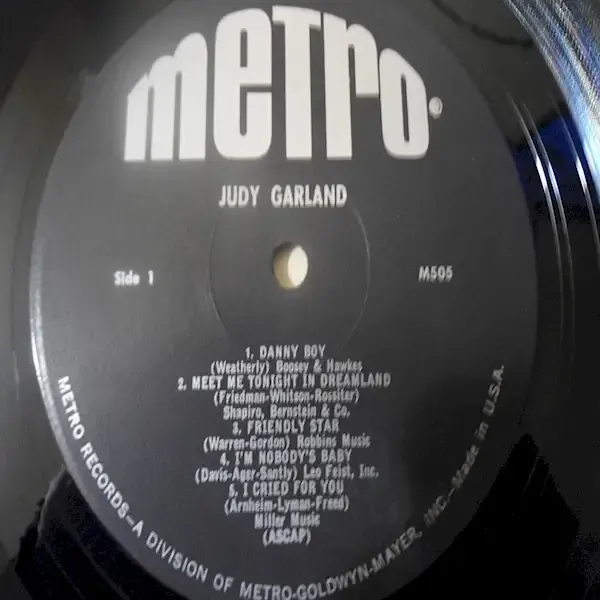 metro®
JUDY GARLAND
Side 1
M505
1. DANNY BOY
(Weatherly) Boosey & Hawkes
2. MEET ME TONIGHT IN DREAMLAND
(Friedman-Whitson-Rossiter)
Shapiro, Bernstein & Co.
3. FRIENDLY STAR
(Warren-Gordon) Robbins Music
4. I'M NOBODY'S BABY
(Davis-Ager-Santly) Leo Feist, Inc.
5. I CRIED FOR YOU
(Arnheim-Lyman-Freed)
Miller Music
(ASCAP)
METRO RECORDS—A DIVISION OF METRO-GOLDWYN-MAYER, INC.—Made in U.S.A.